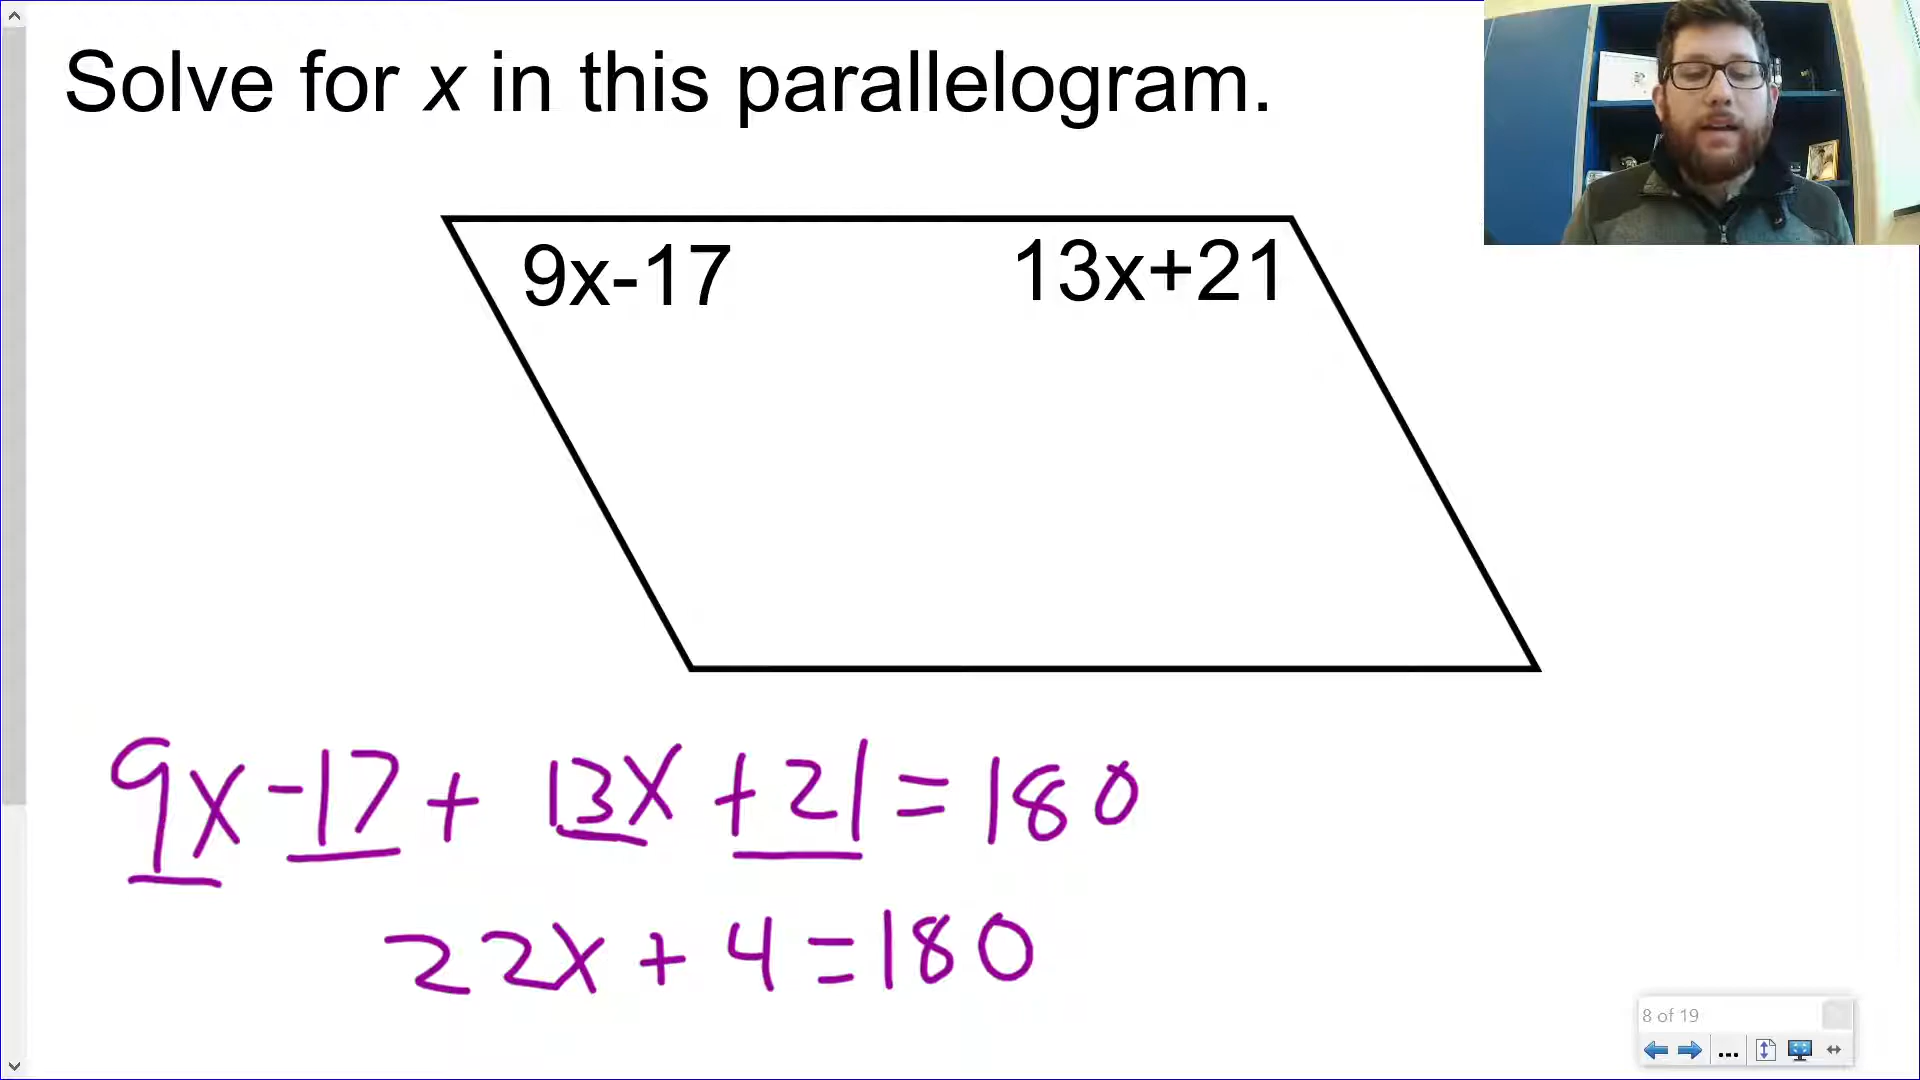 Solve for x in this parallelogram.
9x-17 13x+21
9x -17 + 13x +21 = 180
22x + 4 = 180
8 of 19